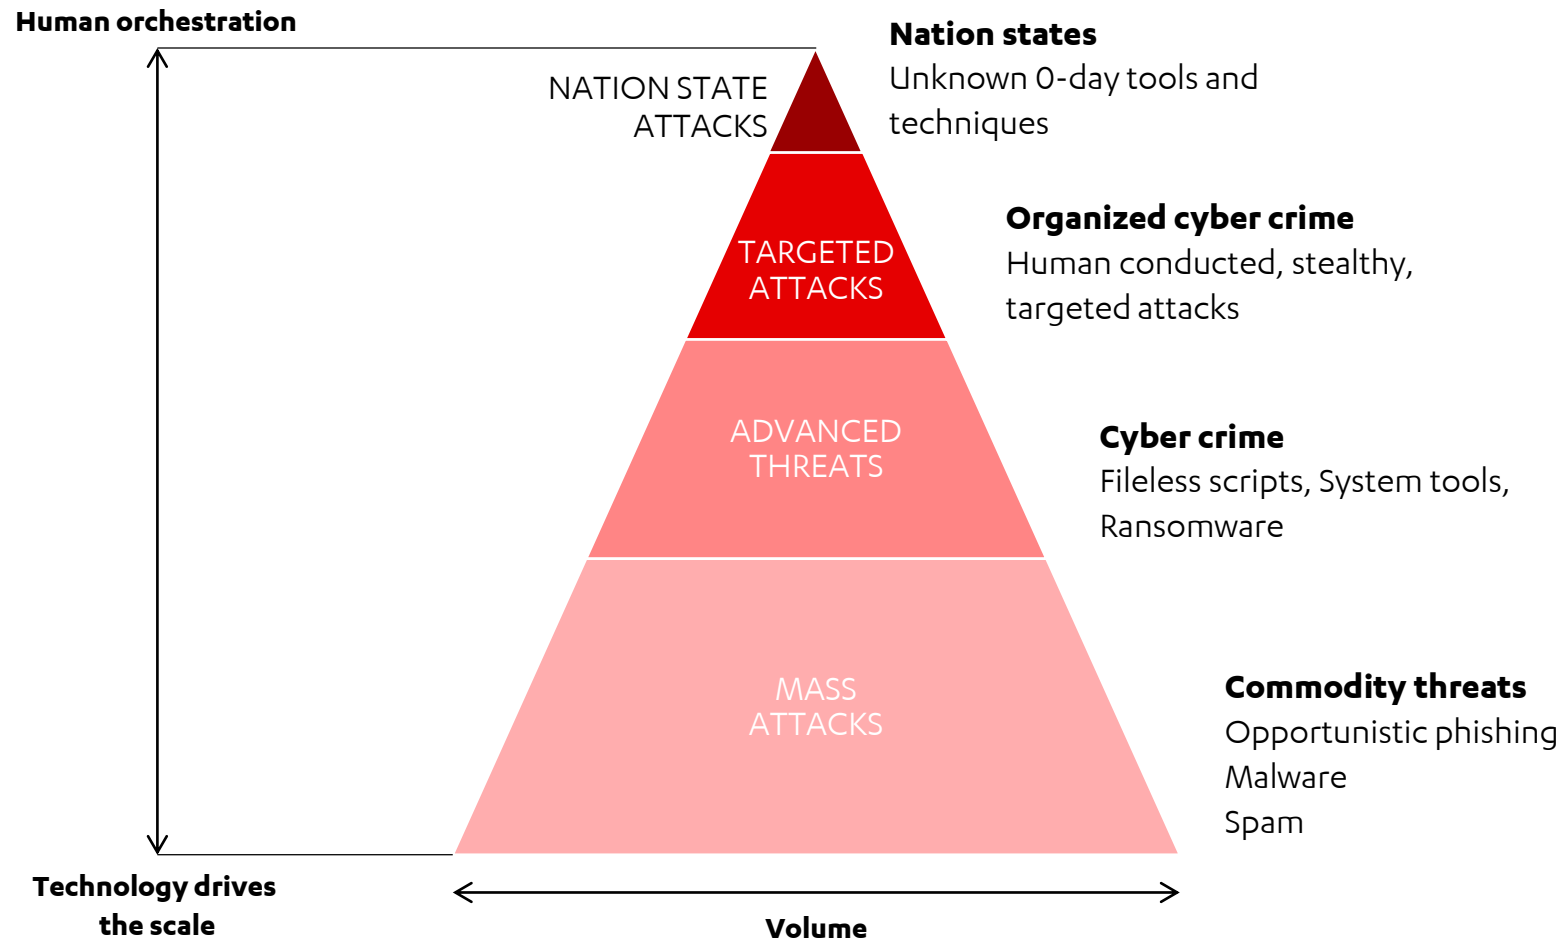 Human orchestration
NATION STATE
ATTACKS
Nation states
Unknown 0-day tools and
techniques
TARGETED
ATTACKS
Organized cyber crime
Human conducted, stealthy,
targeted attacks
ADVANCED
THREATS
Cyber crime
Fileless scripts, System tools,
Ransomware
MASS
ATTACKS
Commodity threats
Opportunistic phishing
Malware
Spam
Technology drives
the scale
Volume